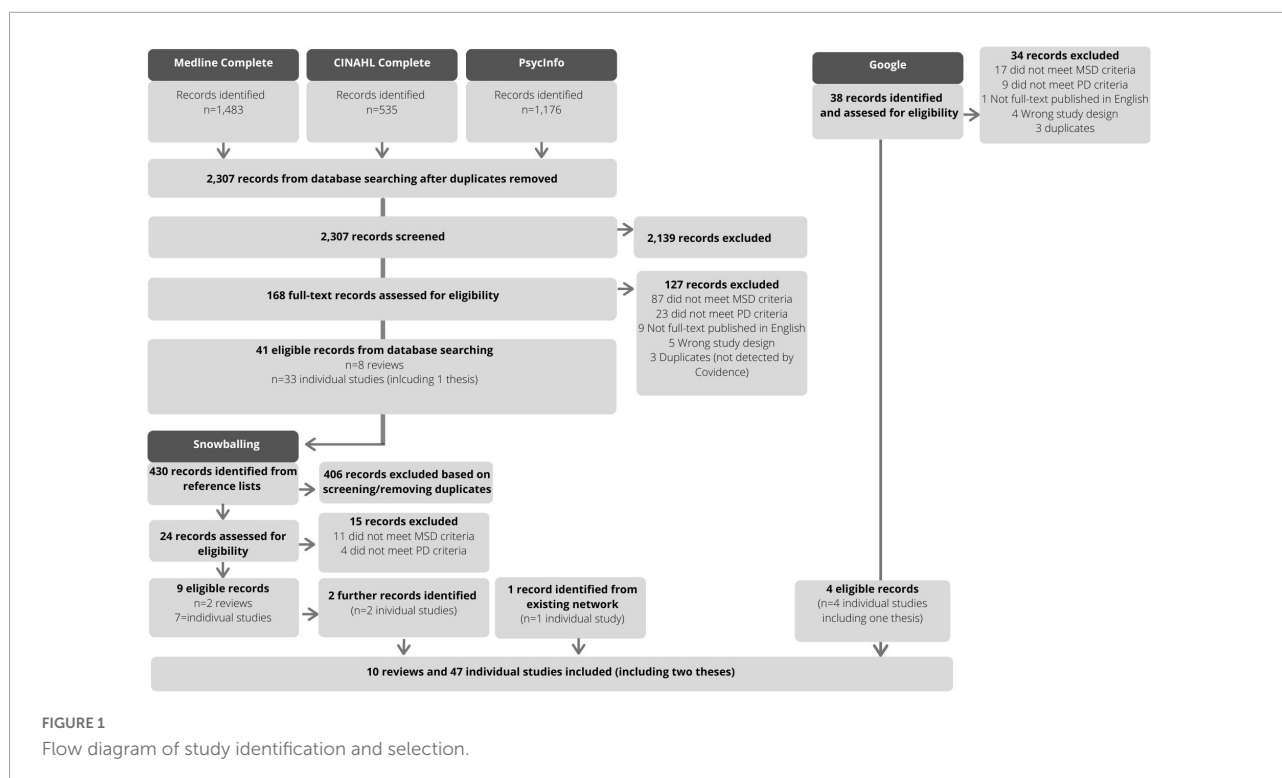 Medline Complete
CINAHL Complete
PsycInfo
Records identified
n=1,483
Records identified
n=535
Records identified
n=1,176
2,307 records from database searching after duplicates removed
2,307 records screened
2,139 records excluded
168 full-text records assessed for eligibility
127 records excluded
87 did not meet MSD criteria
23 did not meet PD criteria
9 Not full-text published in English
5 Wrong study design
3 Duplicates (not detected by
Covidence)
41 eligible records from database searching
n=8 reviews
n=33 individual studies (inlcuding 1 thesis)
Snowballing
430 records identified from
reference lists
406 records excluded based on
screening/removing duplicates
24 records assessed for
eligibility
15 records excluded
11 did not meet MSD criteria
4 did not meet PD criteria
9 eligible records
n=2 reviews
7=indidivual studies
2 further records identified
(n=2 inividual studies)
1 record identified from
existing network
(n=1 individual study)
Google
38 records identified
and assesed for eligibility
34 records excluded
17 did not meet MSD criteria
9 did not meet PD criteria
1 Not full-text published in English
4 Wrong study design
3 duplicates
4 eligible records
(n=4 individual studies
including one thesis)
10 reviews and 47 individual studies included (including two theses)
FIGURE 1
Flow diagram of study identification and selection.